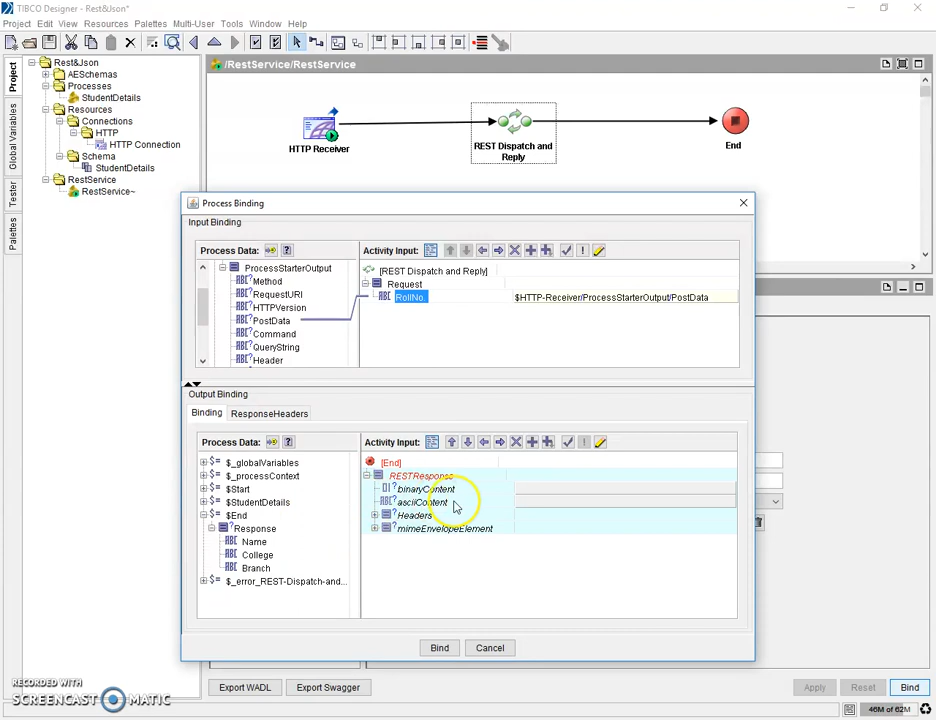 TIBCO Designer - Rest&Json*
Project Edit View Resources Palettes Multi-User Tools Window Help
Project
Global Variables
Tester
Palettes
Rest&Json*
AESchemas
Processes
StudentDetails
Resources
Connections
HTTP
HTTP Connection
Schema
StudentDetails
RestService
RestService~
/RestService/RestService
HTTP Receiver
REST Dispatch and
Reply
End
Process Binding
Input Binding
Process Data:
ProcessStarterOutput
Method
RequestURI
HTTPVersion
PostData
Command
QueryString
Header
Activity Input:
[REST Dispatch and Reply]
Request
RollNo. $HTTP-Receiver/ProcessStarterOutput/PostData
Output Binding
Binding ResponseHeaders
Process Data:
$_globalVariables
$_processContext
$Start
$StudentDetails
$End
Response
Name
College
Branch
$_error_REST-Dispatch-and...
Activity Input:
[End]
RESTResponse
binaryContent
asciiContent
Headers
mimeEnvelopeElement
Bind Cancel
Export WADL Export Swagger
Apply Reset Bind
46M of 62M
RECORDED WITH
SCREENCAST MATIC